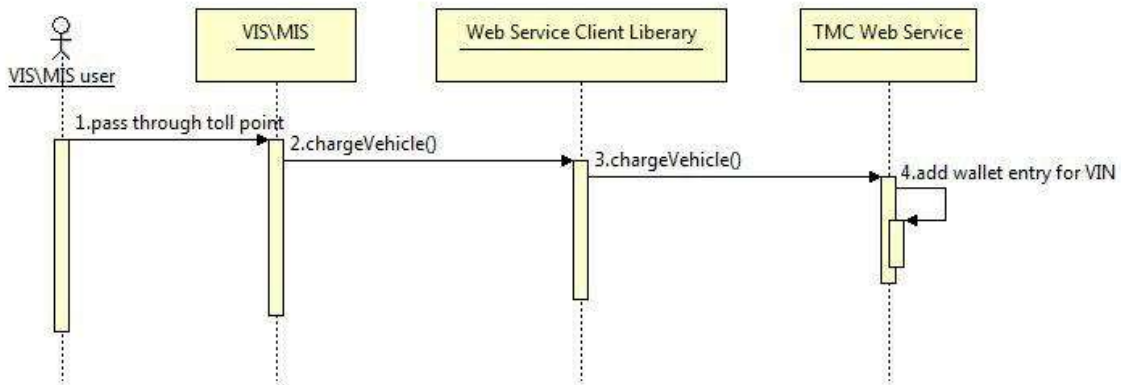 VIS\MIS user
VIS\MIS
Web Service Client Liberary
TMC Web Service
1.pass through toll point
2.chargeVehicle()
3.chargeVehicle()
4.add wallet entry for VIN